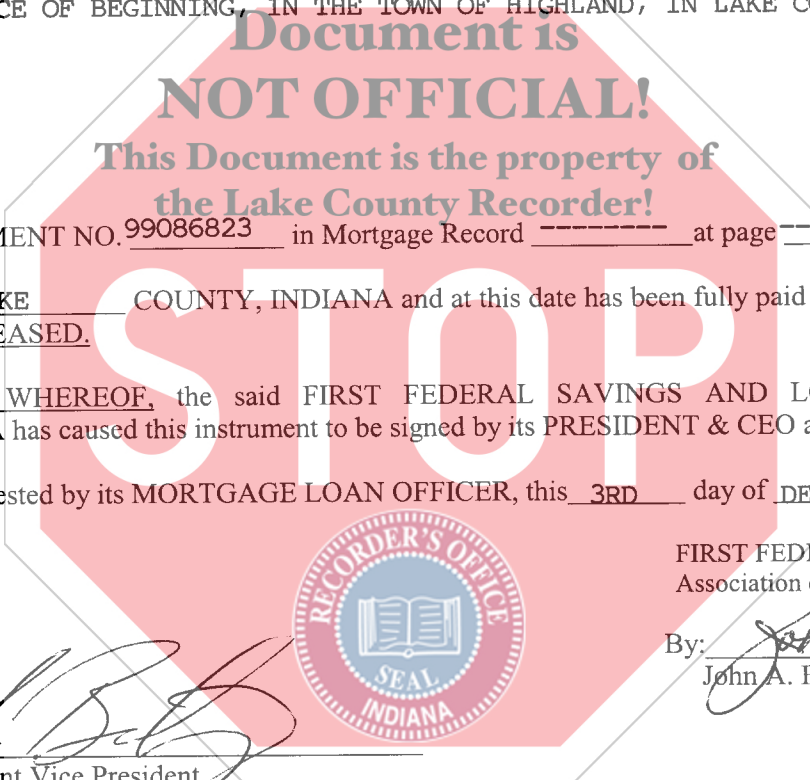 CE OF BEGINNING, IN THE TOWN OF HIGHLAND, IN LAKE CO
Document is
NOT OFFICIAL!
This Document is the property of
the Lake County Recorder!
MENT NO. 99086823 in Mortgage Record --------- at page --
KE COUNTY, INDIANA and at this date has been fully paid
EASED.
WHEREOF, the said FIRST FEDERAL SAVINGS AND LO
A has caused this instrument to be signed by its PRESIDENT & CEO a
ested by its MORTGAGE LOAN OFFICER, this 3RD day of DE
STOP
FIRST FEDE
Association
By:
John A. F
RECORDER'S OFFICE
SEAL
INDIANA
nt Vice President